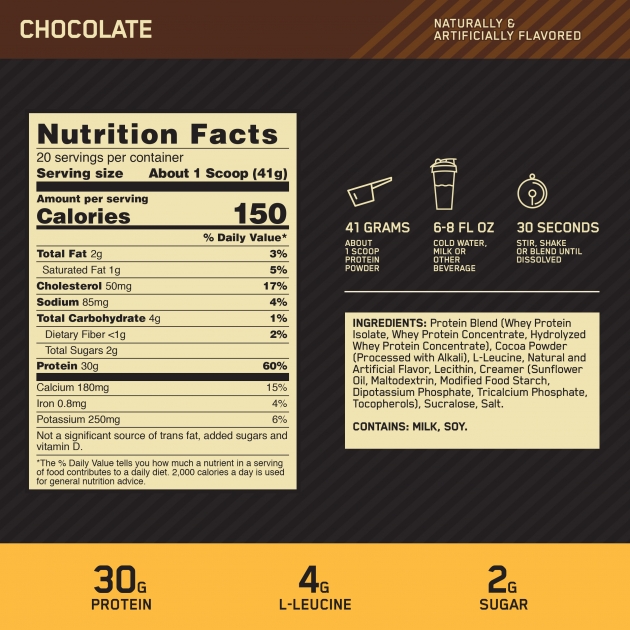 CHOCOLATE
NATURALLY &
ARTIFICIALLY FLAVORED
Nutrition Facts
20 servings per container
Serving size About 1 Scoop (41g)
Amount per serving
Calories 150
% Daily Value*
Total Fat 2g 3%
Saturated Fat 1g 5%
Cholesterol 50mg 17%
Sodium 85mg 4%
Total Carbohydrate 4g 1%
Dietary Fiber <1g 2%
Total Sugars 2g
Protein 30g 60%
Calcium 180mg 15%
Iron 0.8mg 4%
Potassium 250mg 6%
Not a significant source of trans fat, added sugars and
vitamin D.
*The % Daily Value tells you how much a nutrient in a serving
of food contributes to a daily diet. 2,000 calories a day is used
for general nutrition advice.
41 GRAMS
ABOUT
1 SCOOP
PROTEIN
POWDER
6-8 FL OZ
COLD WATER,
MILK OR
OTHER
BEVERAGE
30 SECONDS
STIR, SHAKE
OR BLEND UNTIL
DISSOLVED
INGREDIENTS: Protein Blend (Whey Protein
Isolate, Whey Protein Concentrate, Hydrolyzed
Whey Protein Concentrate), Cocoa Powder
(Processed with Alkali), L-Leucine, Natural and
Artificial Flavor, Lecithin, Creamer (Sunflower
Oil, Maltodextrin, Modified Food Starch,
Dipotassium Phosphate, Tricalcium Phosphate,
Tocopherols), Sucralose, Salt.
CONTAINS: MILK, SOY.
30G
PROTEIN
4G
L-LEUCINE
2G
SUGAR